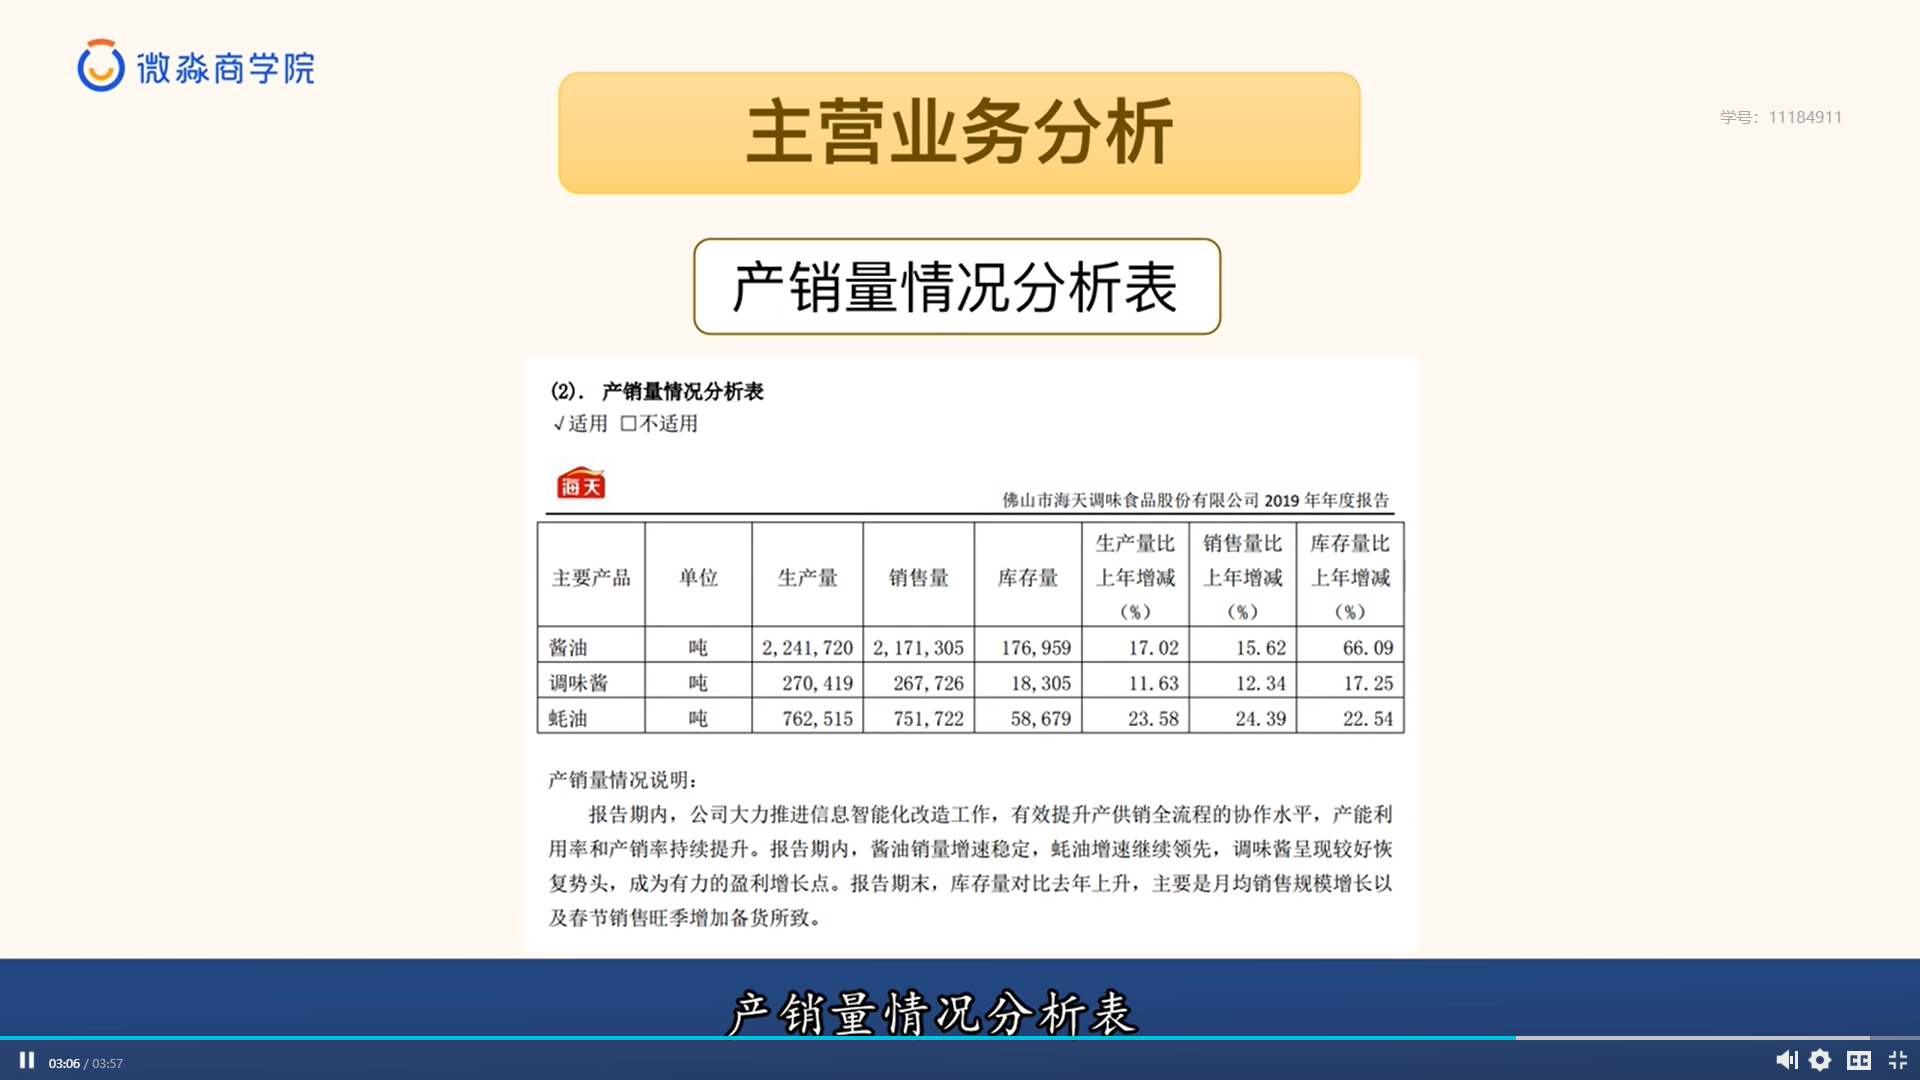 微淼商学院
主营业务分析
学号：11184911
产销量情况分析表
(2). 产销量情况分析表
√适用 □不适用
海天
佛山市海天调味食品股份有限公司 2019 年年度报告
主要产品 单位 生产量 销售量 库存量 生产量比上年增减（%） 销售量比上年增减（%） 库存量比上年增减（%）
酱油 吨 2,241,720 2,171,305 176,959 17.02 15.62 66.09
调味酱 吨 270,419 267,726 18,305 11.63 12.34 17.25
蚝油 吨 762,515 751,722 58,679 23.58 24.39 22.54
产销量情况说明：
报告期内，公司大力推进信息智能化改造工作，有效提升产供销全流程的协作水平，产能利
用率和产销率持续提升。报告期内，酱油销量增速稳定，蚝油增速继续领先，调味酱呈现较好恢
复势头，成为有力的盈利增长点。报告期末，库存量对比去年上升，主要是月均销售规模增长以
及春节销售旺季增加备货所致。
产销量情况分析表
03:06 / 03:57
CC